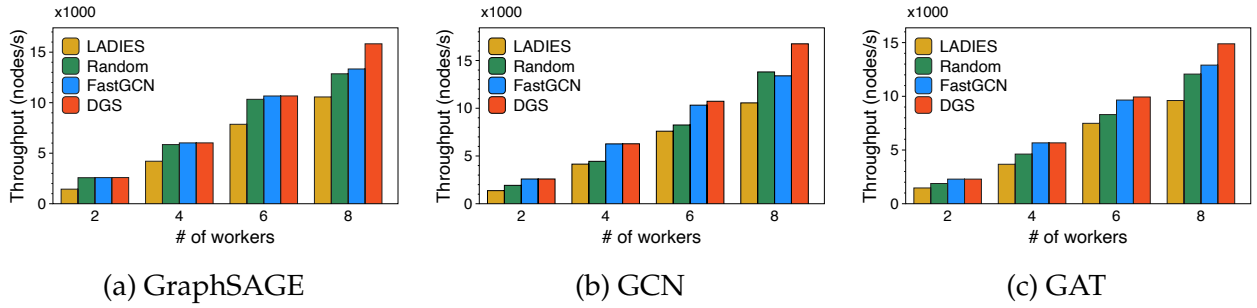 x1000
Throughput (nodes/s)
15
10
5
0
LADIES
Random
FastGCN
DGS
2 4 6 8
# of workers
(a) GraphSAGE
x1000
Throughput (nodes/s)
15
10
5
0
LADIES
Random
FastGCN
DGS
2 4 6 8
# of workers
(b) GCN
x1000
Throughput (nodes/s)
15
10
5
0
LADIES
Random
FastGCN
DGS
2 4 6 8
# of workers
(c) GAT